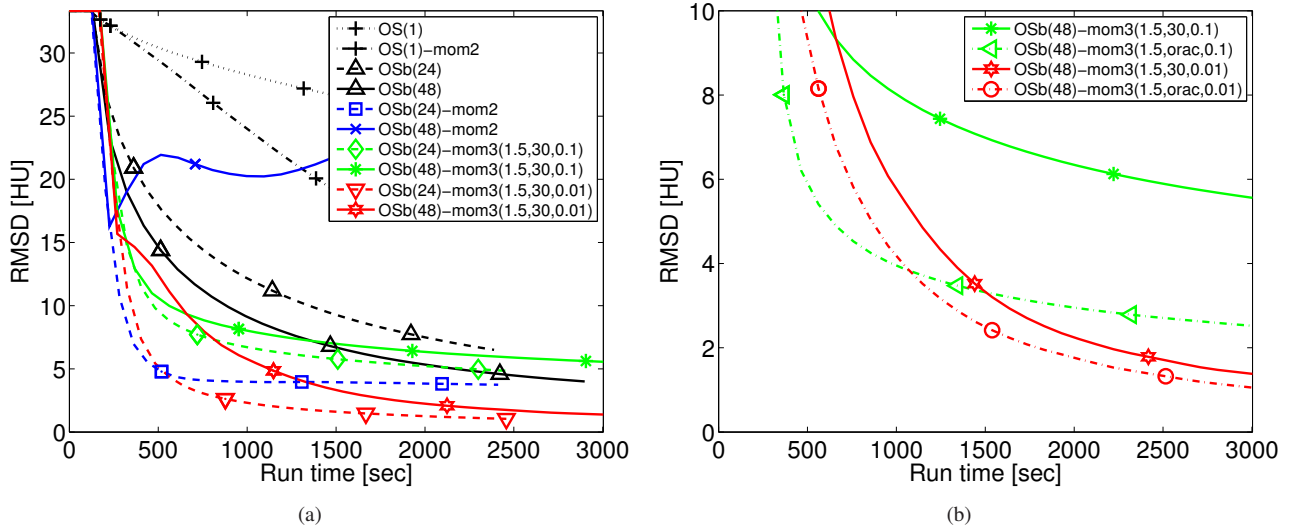 RMSD [HU]
30
25
20
15
10
5
0
0 500 1000 1500 2000 2500 3000
Run time [sec]
OS(1)
OS(1)−mom2
OSb(24)
OSb(48)
OSb(24)−mom2
OSb(48)−mom2
OSb(24)−mom3(1.5,30,0.1)
OSb(48)−mom3(1.5,30,0.1)
OSb(24)−mom3(1.5,30,0.01)
OSb(48)−mom3(1.5,30,0.01)
(a)
RMSD [HU]
10
8
6
4
2
0
0 500 1000 1500 2000 2500 3000
Run time [sec]
OSb(48)−mom3(1.5,30,0.1)
OSb(48)−mom3(1.5,orac,0.1)
OSb(48)−mom3(1.5,30,0.01)
OSb(48)−mom3(1.5,orac,0.01)
(b)